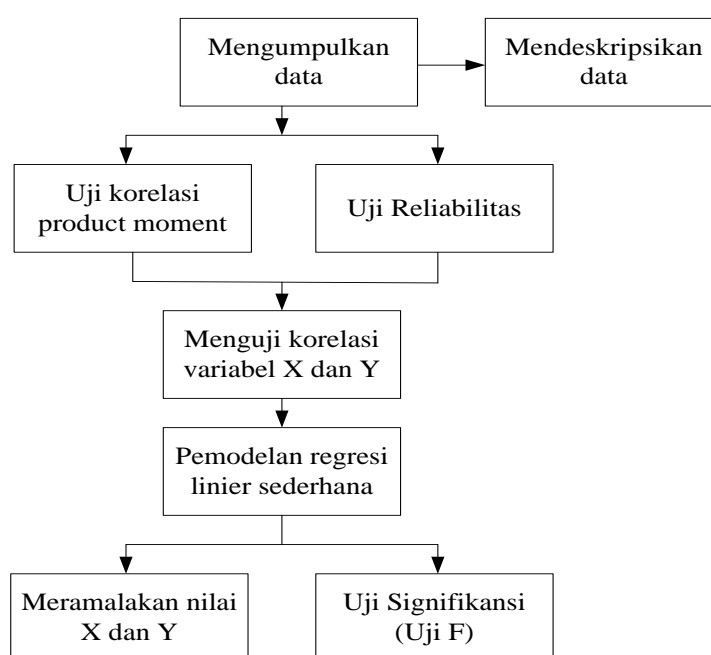 Mengumpulkan
data
Mendeskripsikan
data
Uji korelasi
product moment
Uji Reliabilitas
Menguji korelasi
variabel X dan Y
Pemodelan regresi
linier sederhana
Meramalakan nilai
X dan Y
Uji Signifikansi
(Uji F)